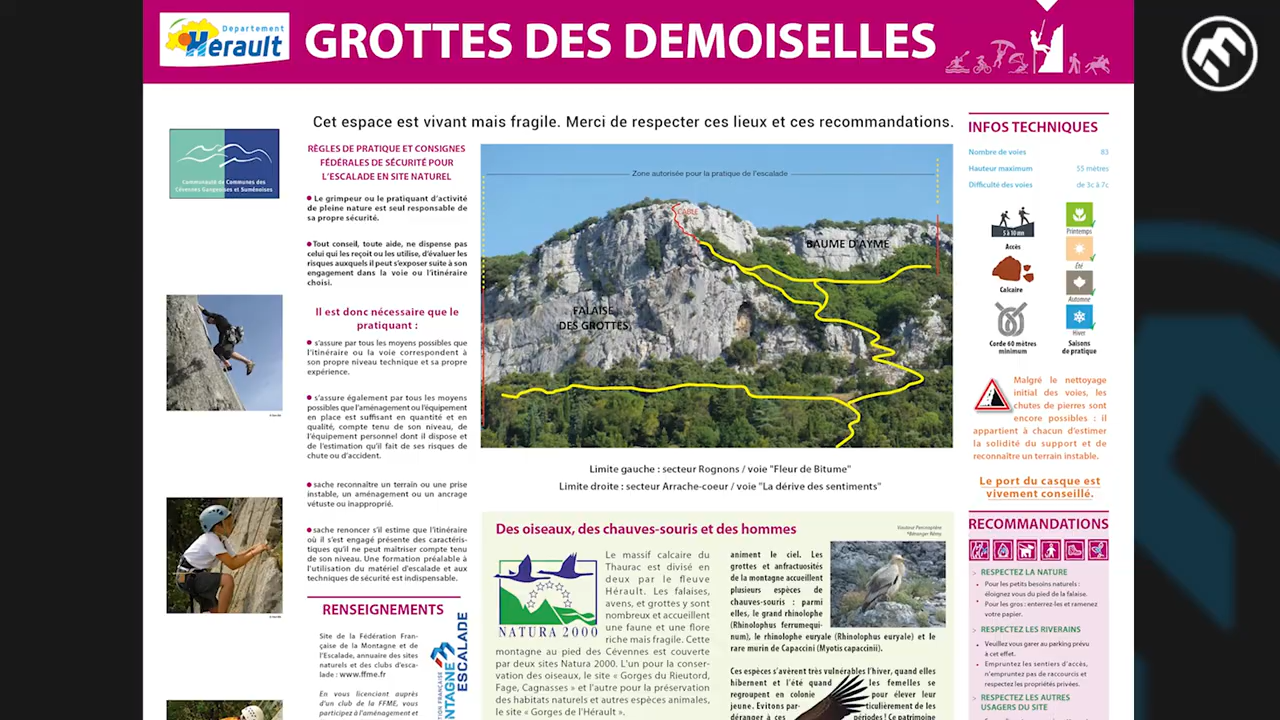 Departement
Hérault
GROTTES DES DEMOISELLES
Cet espace est vivant mais fragile. Merci de respecter ces lieux et ces recommandations.
Communauté de Communes des
Cévennes Gangeoises et Suménoises
RÈGLES DE PRATIQUE ET CONSIGNES
FÉDÉRALES DE SÉCURITÉ POUR
L'ESCALADE EN SITE NATUREL
• Le grimpeur ou le pratiquant d'activité
de pleine nature est seul responsable de
sa propre sécurité.
• Tout conseil, toute aide, ne dispense pas
celui qui les reçoit ou les utilise, d'évaluer les
risques auxquels il peut s'exposer suite à son
engagement dans la voie ou l'itinéraire
choisi.
Il est donc nécessaire que le
pratiquant :
• s'assure par tous les moyens possibles que
l'itinéraire ou la voie correspondent à
son propre niveau technique et sa propre
expérience.
• s'assure également par tous les moyens
possibles que l'aménagement ou l'équipement
en place est suffisant en quantité et en
qualité, compte tenu de son niveau, de
l'équipement personnel dont il dispose et
de l'estimation qu'il fait de ses risques de
chute ou d'accident.
• sache reconnaître un terrain ou une prise
instable, un aménagement ou un ancrage
vétuste ou inapproprié.
• sache renoncer s'il estime que l'itinéraire
où il s'est engagé présente des caractéris-
tiques qu'il ne peut maîtriser compte tenu
de son niveau. Une formation préalable à
l'utilisation du matériel d'escalade et aux
techniques de sécurité est indispensable.
RENSEIGNEMENTS
Site de la Fédération Fran-
çaise de la Montagne et de
l'Escalade, annuaire des sites
naturels et des clubs d'esca-
lade : www.ffme.fr
En vous licenciant auprès
d'un club de la FFME, vous
participez à l'aménagement et
ESCALADE
Zone autorisée pour la pratique de l'escalade
CABLE
BAUME D'AYME
FALAISE
DES GROTTES
Limite gauche : secteur Rognons / voie "Fleur de Bitume"
Limite droite : secteur Arrache-coeur / voie "La dérive des sentiments"
Des oiseaux, des chauves-souris et des hommes
Vautour Percnoptère
NATURA 2000
Le massif calcaire du
Thaurac est divisé en
deux par le fleuve
Hérault. Les falaises,
avens, et grottes y sont
nombreux et accueillent
une faune et une flore
riche mais fragile. Cette
montagne au pied des Cévennes est couverte
par deux sites Natura 2000. L'un pour la conser-
vation des oiseaux, le site « Gorges du Rieutord,
Fage, Cagnasses » et l'autre pour la préservation
des habitats naturels et autres espèces animales,
le site « Gorges de l'Hérault ».
animent le ciel. Les
grottes et anfractuosités
de la montagne accueillent
plusieurs espèces de
chauves-souris : parmi
elles, le grand rhinolophe
(Rhinolophus ferrumequi-
num), le rhinolophe euryale (Rhinolophus euryale) et le
rare murin de Capaccini (Myotis capaccinii).
Ces espèces s'avèrent très vulnérables l'hiver, quand elles
hibernent et l'été quand les femelles se
regroupent en colonie pour élever leur
jeune. Evitons par- ticulièrement de les
déranger à ces périodes ! Ce patrimoine
INFOS TECHNIQUES
Nombre de voies 83
Hauteur maximum 55 mètres
Difficulté des voies de 3c à 7c
5 à 10 mn
Accès
Calcaire
Corde 60 mètres
minimum
Printemps
Été
Automne
Hiver
Saisons
de pratique
Malgré le nettoyage
initial des voies, les
chutes de pierres sont
encore possibles : il
appartient à chacun d'estimer
la solidité du support et de
reconnaître un terrain instable.
Le port du casque est
vivement conseillé.
RECOMMANDATIONS
> RESPECTEZ LA NATURE
• Pour les petits besoins naturels :
éloignez vous du pied de la falaise.
• Pour les gros : enterrez-les et ramenez
votre papier.
> RESPECTEZ LES RIVERAINS
• Veuillez vous garer au parking prévu
à cet effet.
• Empruntez les sentiers d'accès,
n'empruntez pas de raccourcis et
respectez les propriétés privées.
> RESPECTEZ LES AUTRES
USAGERS DU SITE